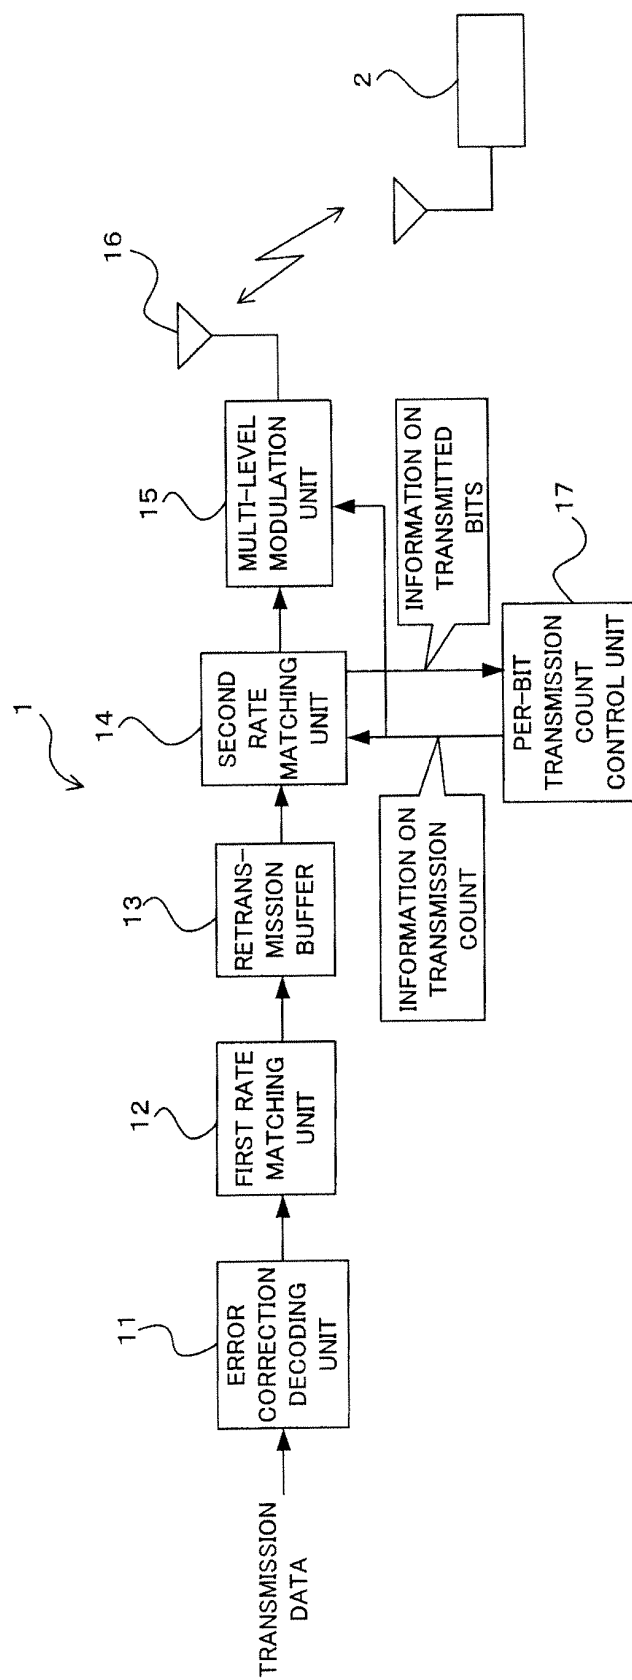 1
TRANSMISSION
DATA
11
ERROR
CORRECTION
DECODING
UNIT
12
FIRST RATE
MATCHING
UNIT
13
RETRANS-
MISSION
BUFFER
14
SECOND
RATE
MATCHING
UNIT
15
MULTI-LEVEL
MODULATION
UNIT
16
2
INFORMATION ON
TRANSMISSION
COUNT
INFORMATION ON
TRANSMITTED
BITS
17
PER-BIT
TRANSMISSION
COUNT
CONTROL UNIT